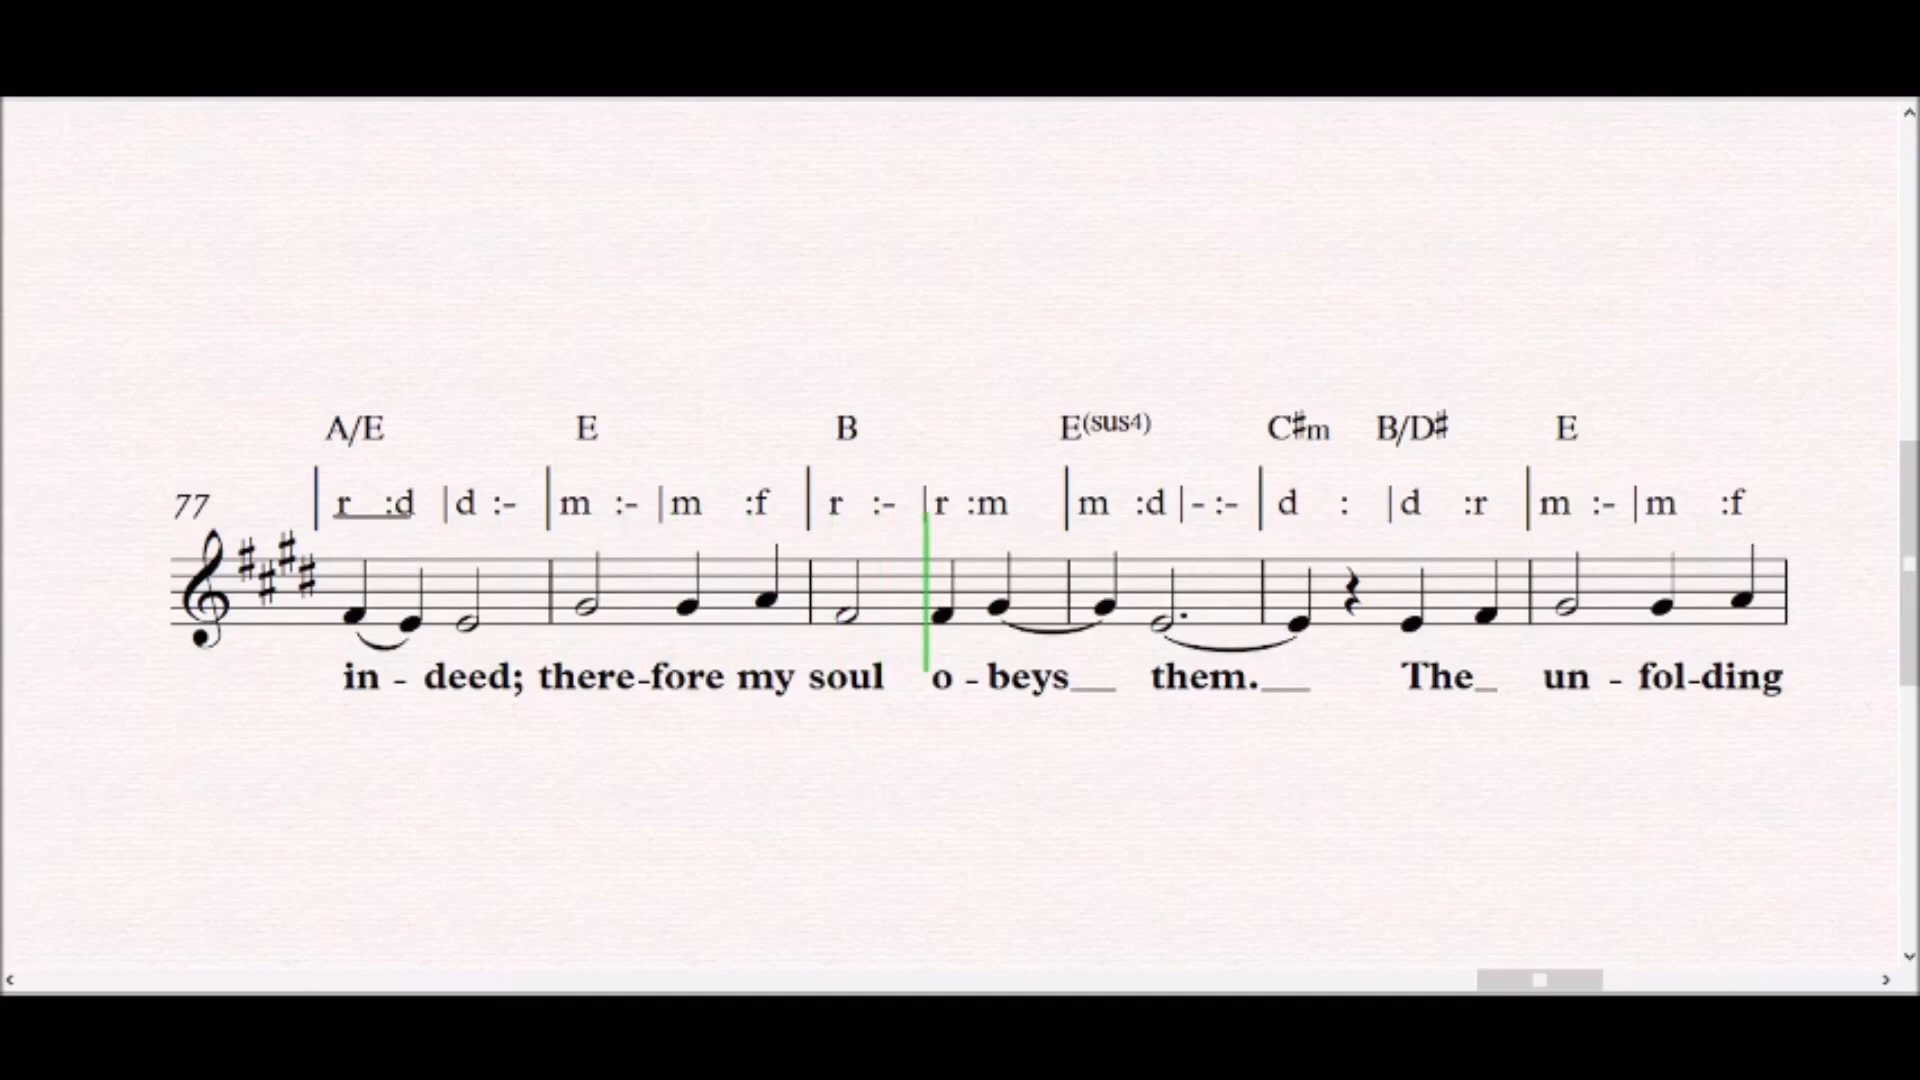 A/E E B E(sus4) C♯m B/D♯ E
77 | r :d | d :- | m :- | m :f | r :- | r :m | m :d | - :- | d : | d :r | m :- | m :f
in - deed; there-fore my soul o - beys__ them.__ The_ un - fol-ding